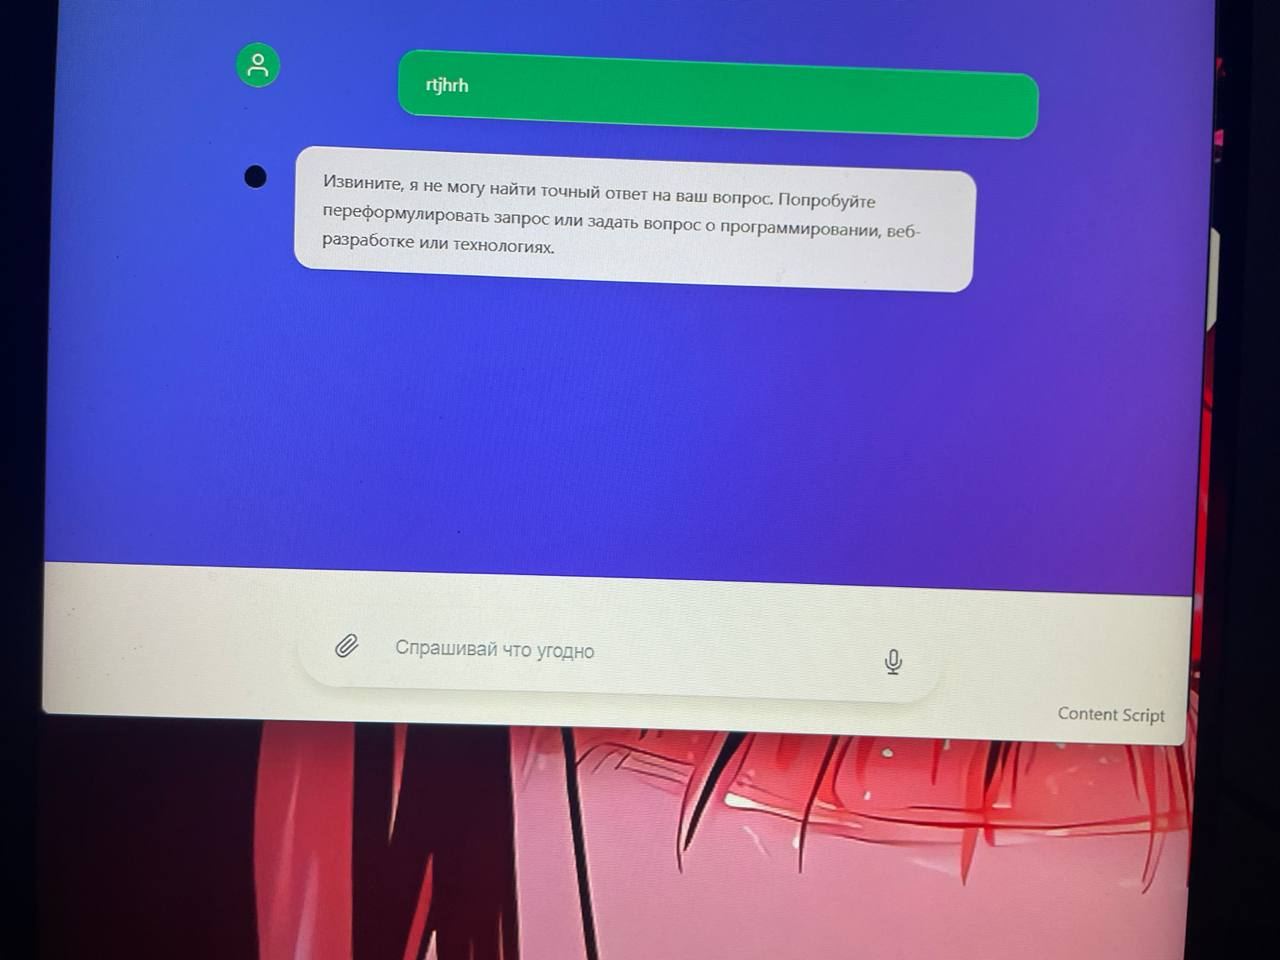 rtjhrh
Извините, я не могу найти точный ответ на ваш вопрос. Попробуйте
переформулировать запрос или задать вопрос о программировании, веб-
разработке или технологиях.
Спрашивай что угодно
Content Script